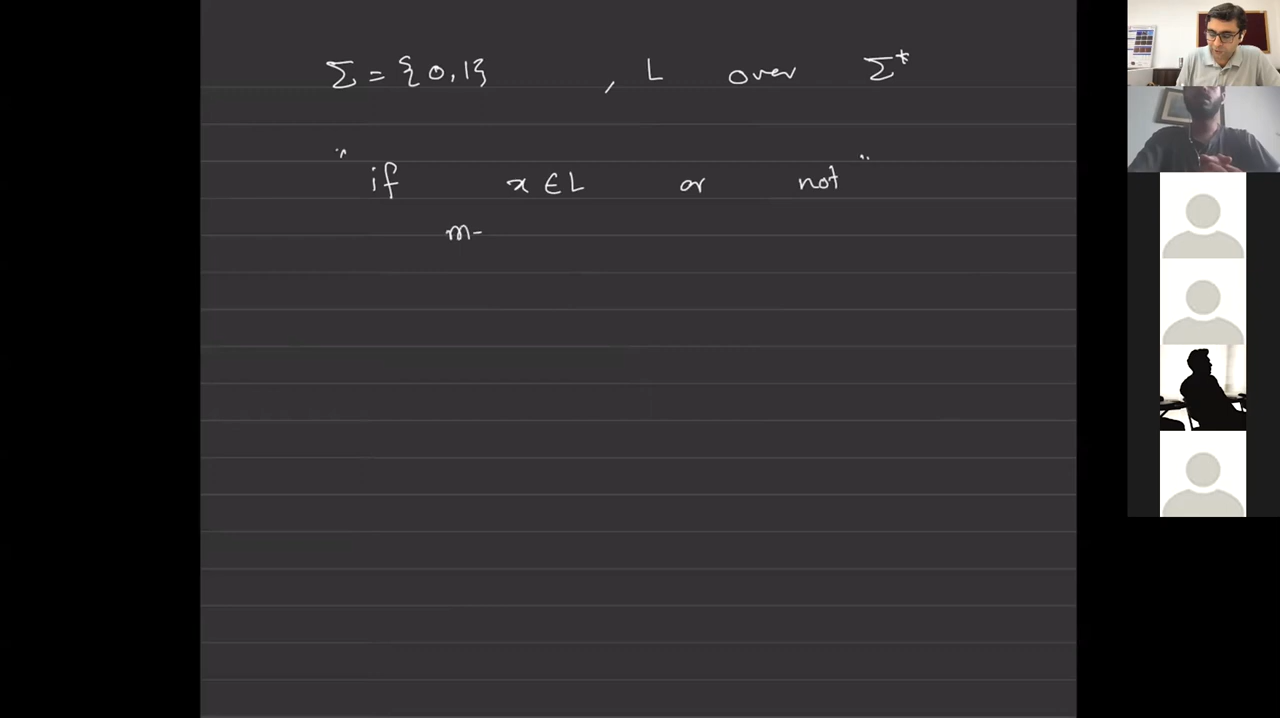 Σ = {0,1} , L over Σ*
"if x ∈ L or not"
m-